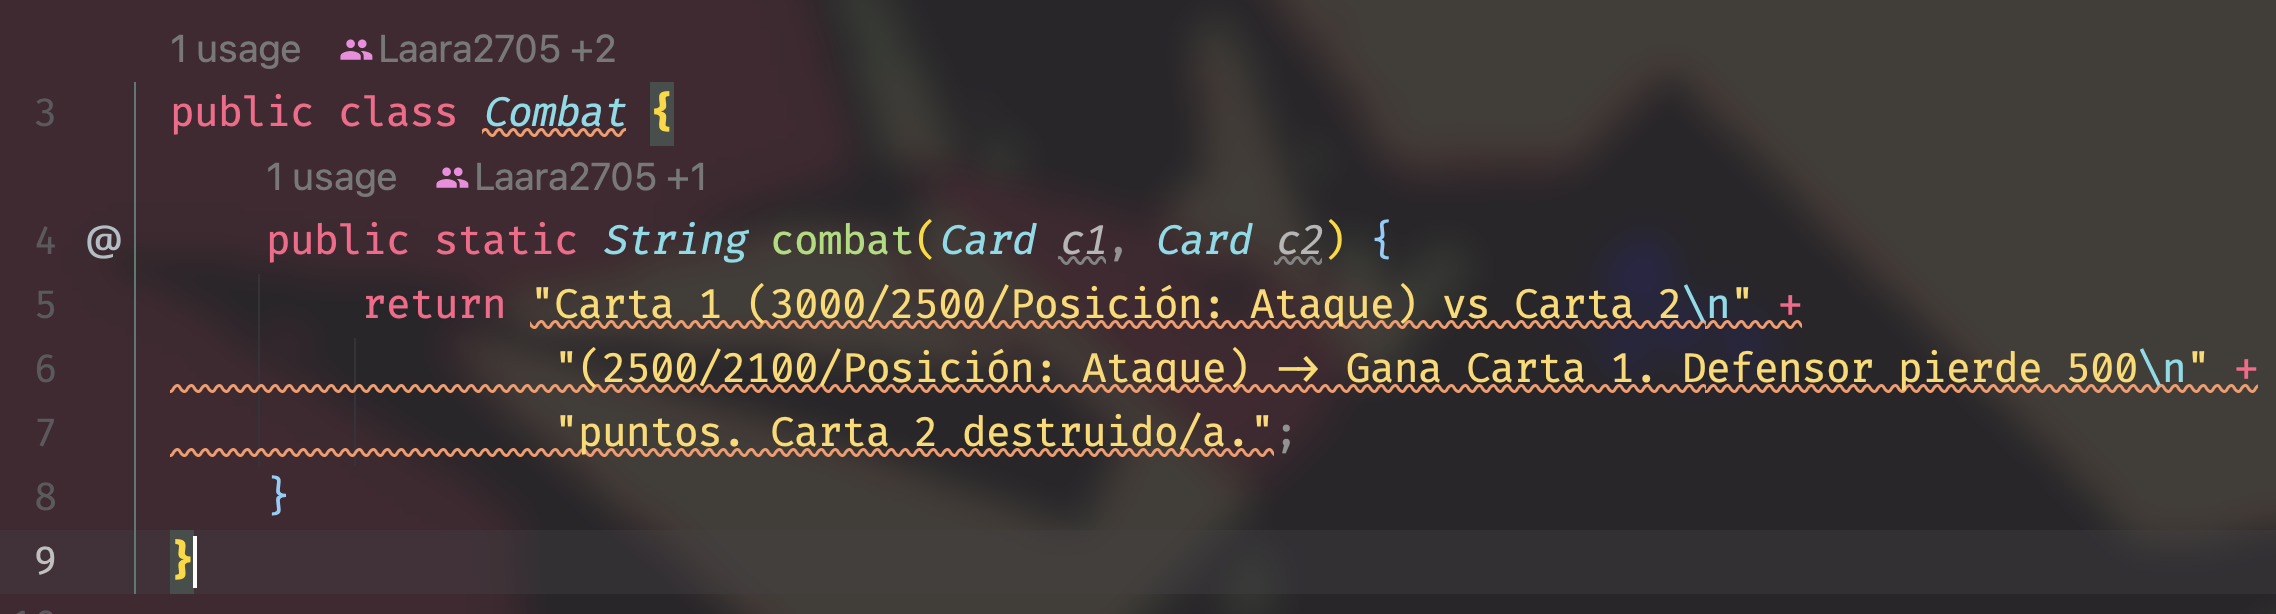 1 usage Laara2705 +2
3 public class Combat {
1 usage Laara2705 +1
4 @ public static String combat(Card c1, Card c2) {
5 return "Carta 1 (3000/2500/Posición: Ataque) vs Carta 2\n" +
6 "(2500/2100/Posición: Ataque) -> Gana Carta 1. Defensor pierde 500\n" +
7 "puntos. Carta 2 destruido/a.";
8 }
9 }